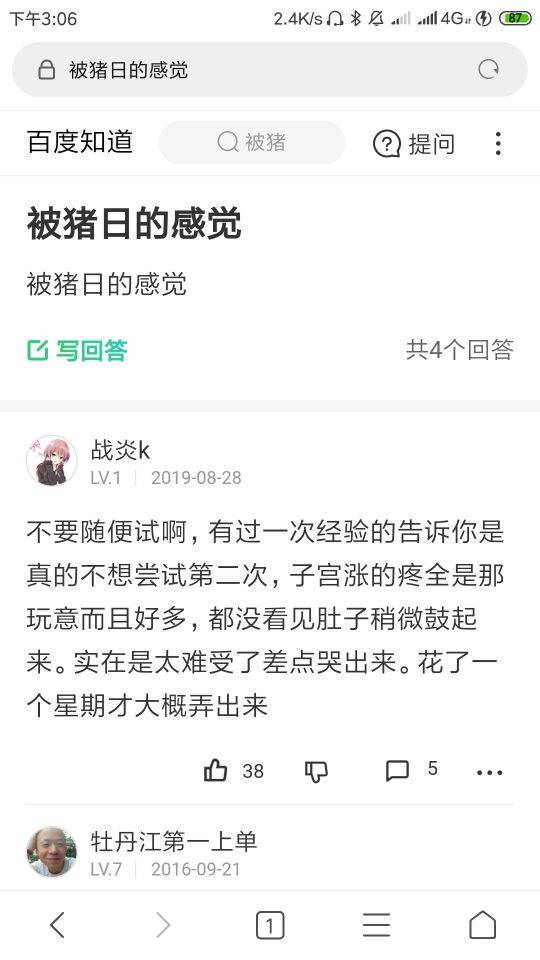 下午3:06 2.4K/s 4G 87
被猪日的感觉
百度知道 被猪 提问
被猪日的感觉
被猪日的感觉
写回答 共4个回答
战炎k
LV.1 2019-08-28
不要随便试啊，有过一次经验的告诉你是
真的不想尝试第二次，子宫涨的疼全是那
玩意而且好多，都没看见肚子稍微鼓起
来。实在是太难受了差点哭出来。花了一
个星期才大概弄出来
38 5
牡丹江第一上单
LV.7 2016-09-21
1